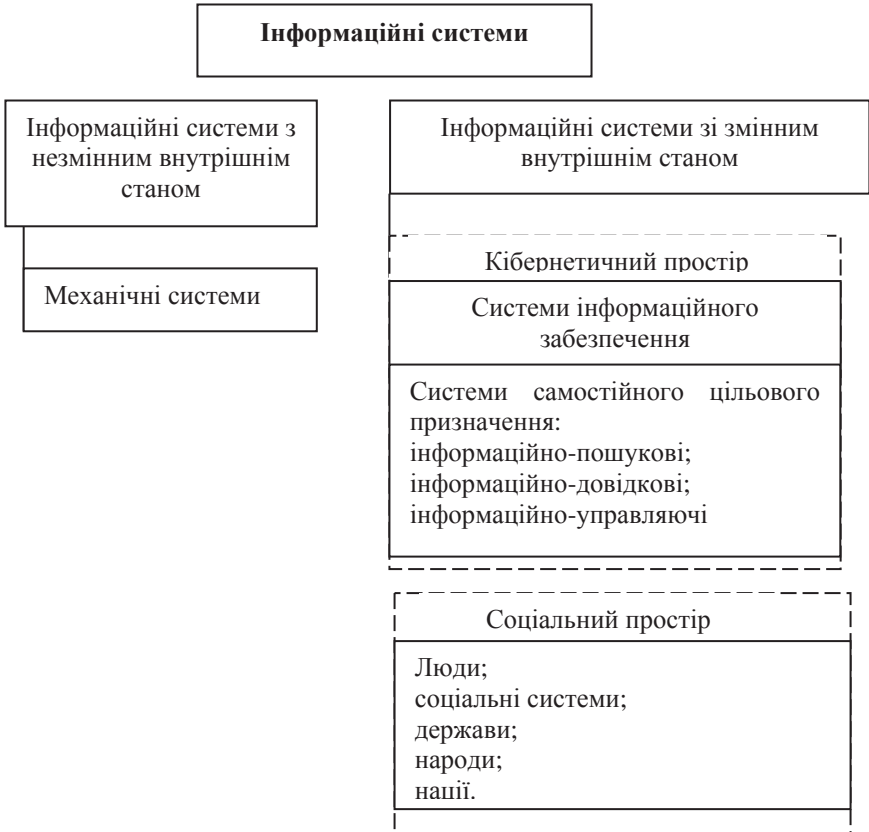 Інформаційні системи
Інформаційні системи з
незмінним внутрішнім
станом
Механічні системи
Інформаційні системи зі змінним
внутрішнім станом
Кібернетичний простір
Системи інформаційного
забезпечення
Системи самостійного цільового
призначення:
інформаційно-пошукові;
інформаційно-довідкові;
інформаційно-управляючі
Соціальний простір
Люди;
соціальні системи;
держави;
народи;
нації.